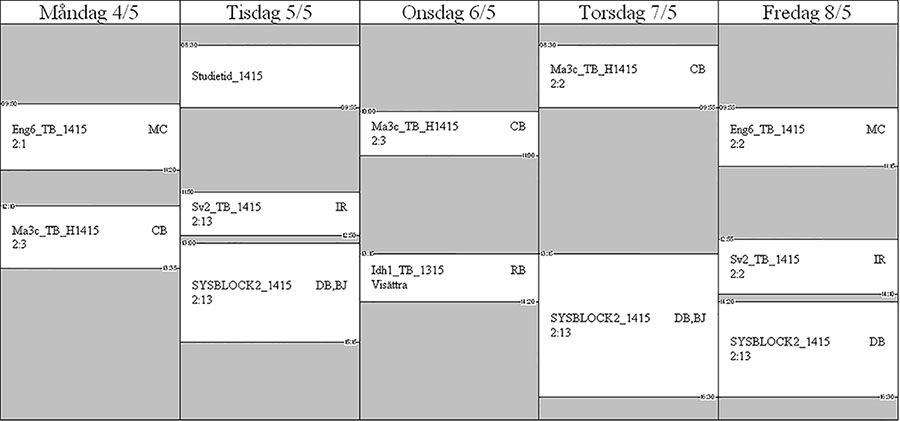 Måndag 4/5
Tisdag 5/5
Onsdag 6/5
Torsdag 7/5
Fredag 8/5
09:50
Eng6_TB_1415 MC
2:1
11:20
12:10
Ma3c_TB_H1415 CB
2:3
13:35
08:30
Studietid_1415
09:55
11:50
Sv2_TB_1415 IR
2:13
12:50
13:00
SYSBLOCK2_1415 DB,BJ
2:13
15:15
10:00
Ma3c_TB_H1415 CB
2:3
11:00
13:15
Idh1_TB_1315 RB
Visättra
14:20
08:30
Ma3c_TB_H1415 CB
2:2
09:55
13:15
SYSBLOCK2_1415 DB,BJ
2:13
16:30
09:55
Eng6_TB_1415 MC
2:2
11:15
12:55
Sv2_TB_1415 IR
2:2
14:10
14:20
SYSBLOCK2_1415 DB
2:13
16:30